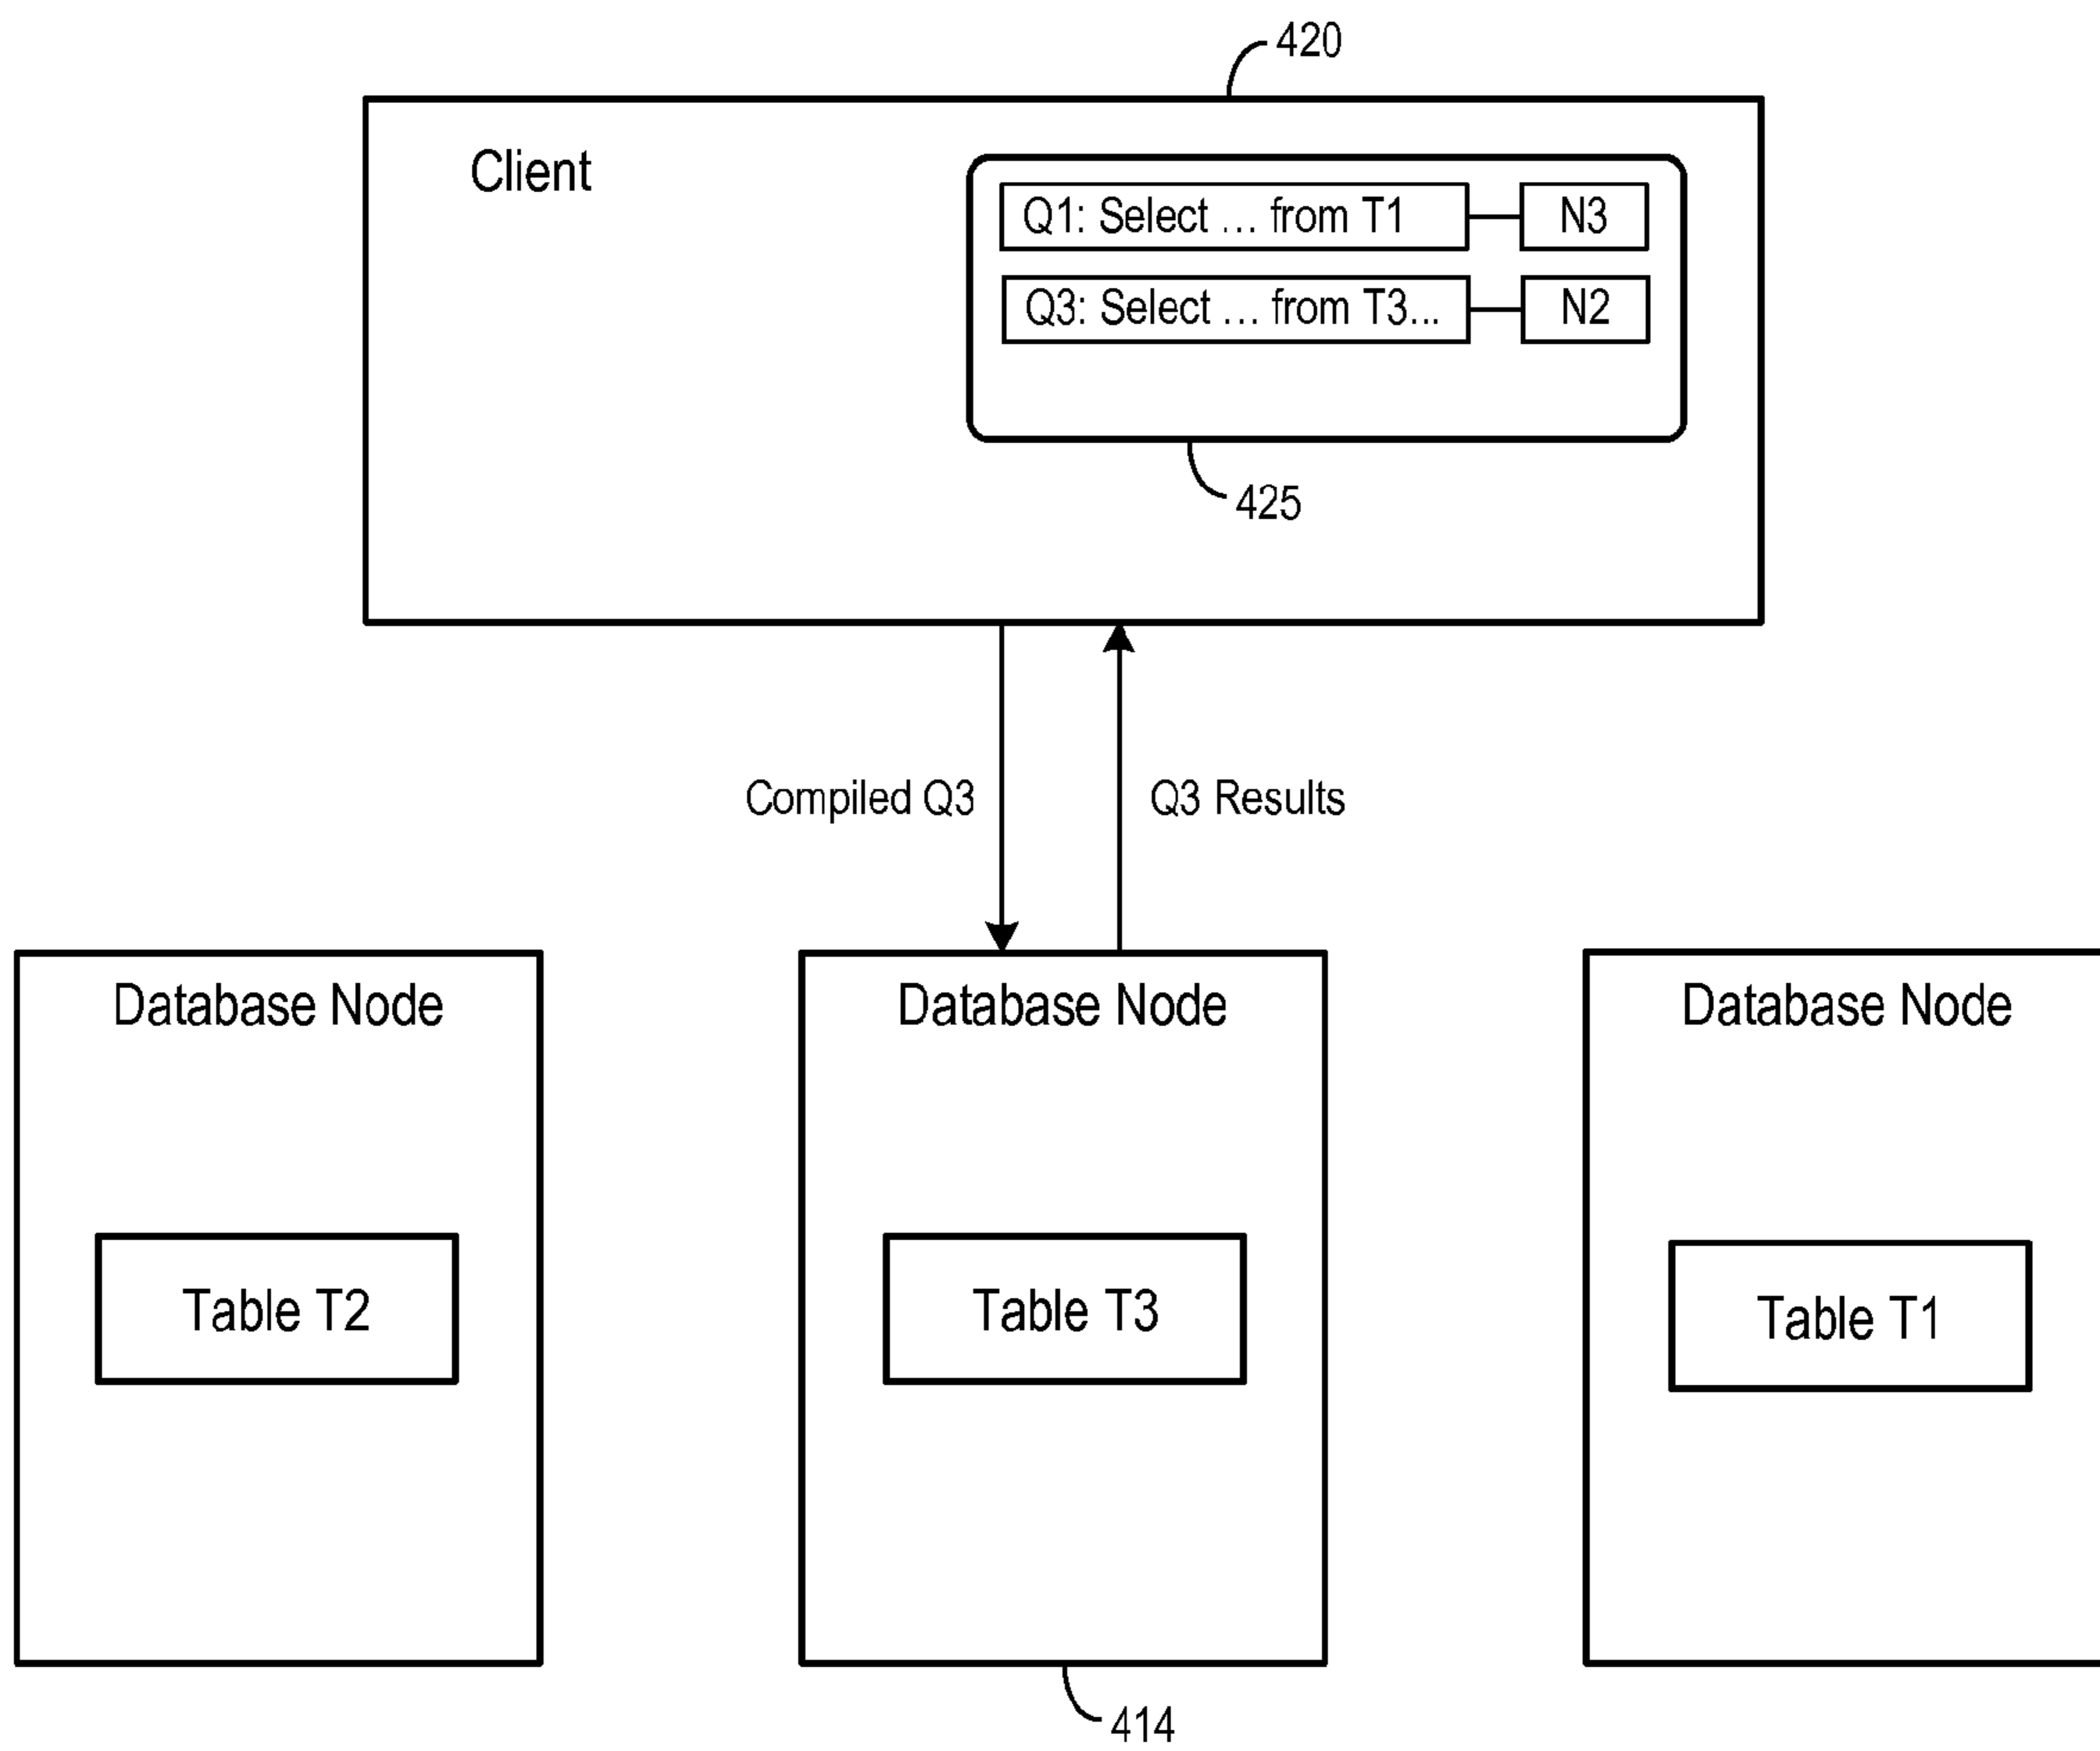 420
Client
Q1: Select ... from T1 N3
Q3: Select ... from T3... N2
425
Compiled Q3 Q3 Results
Database Node Database Node Database Node
Table T2 Table T3 Table T1
414